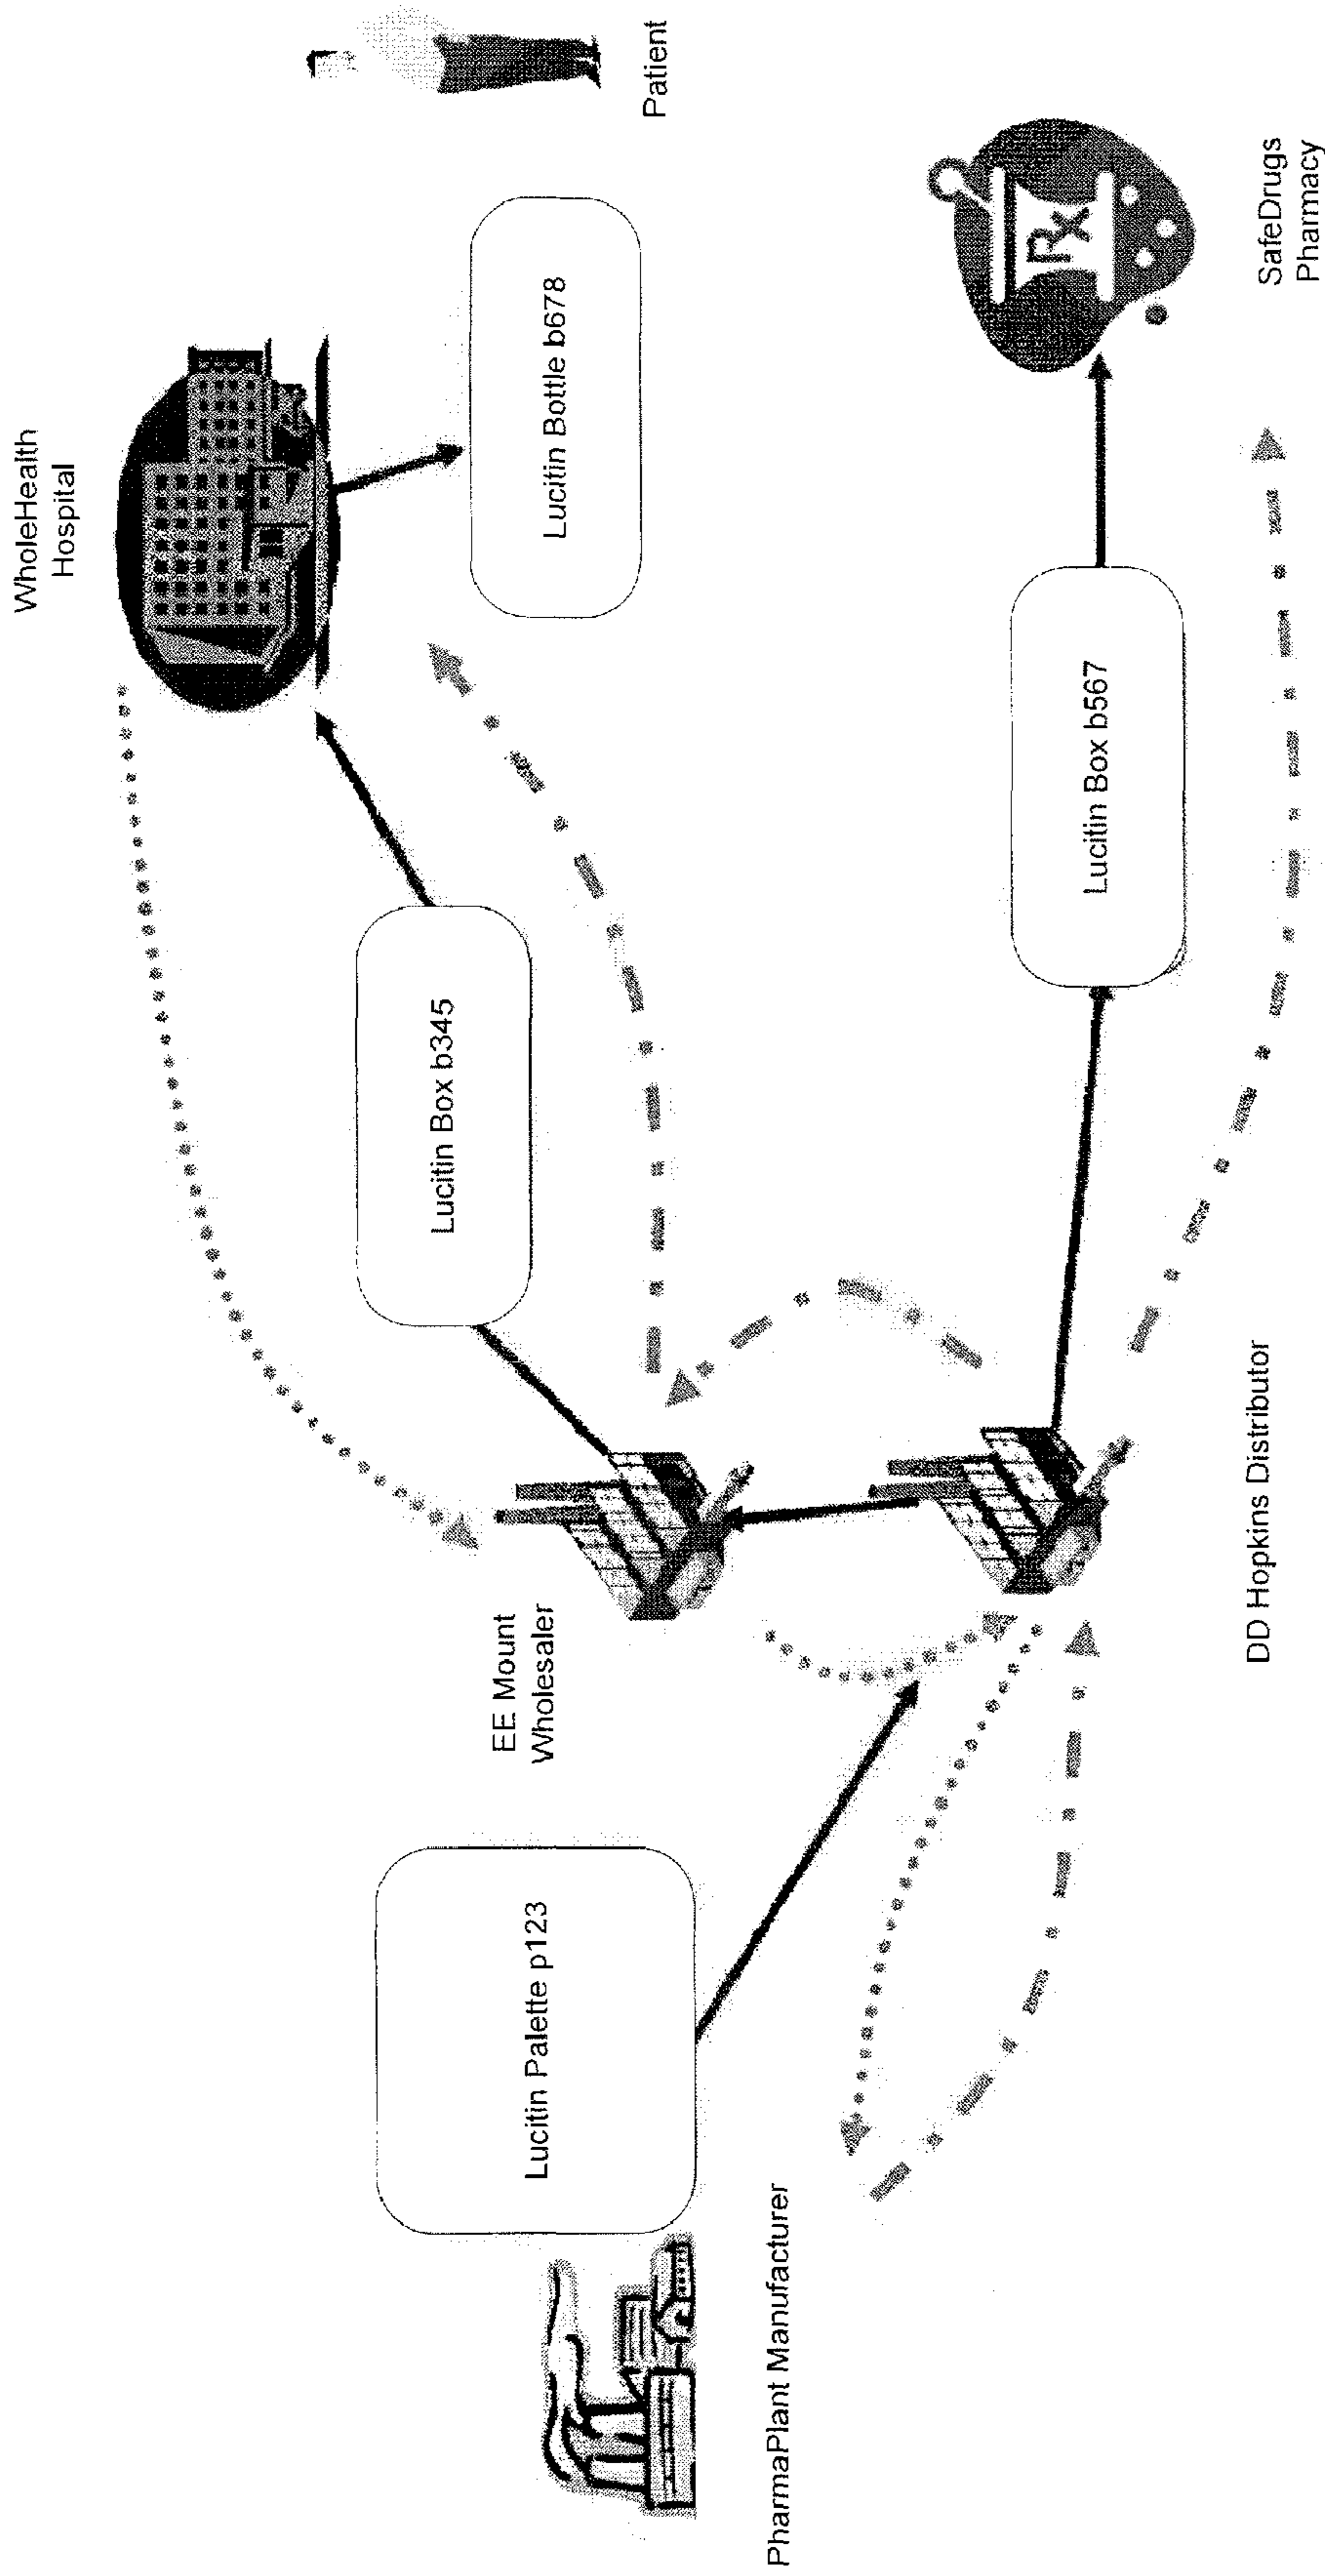 WholeHealth
Hospital
Patient
Lucitin Bottle b678
Lucitin Box b345
EE Mount
Wholesaler
Lucitin Palette p123
PharmaPlant Manufacturer
Lucitin Box b567
Rx
SafeDrugs
Pharmacy
DD Hopkins Distributor